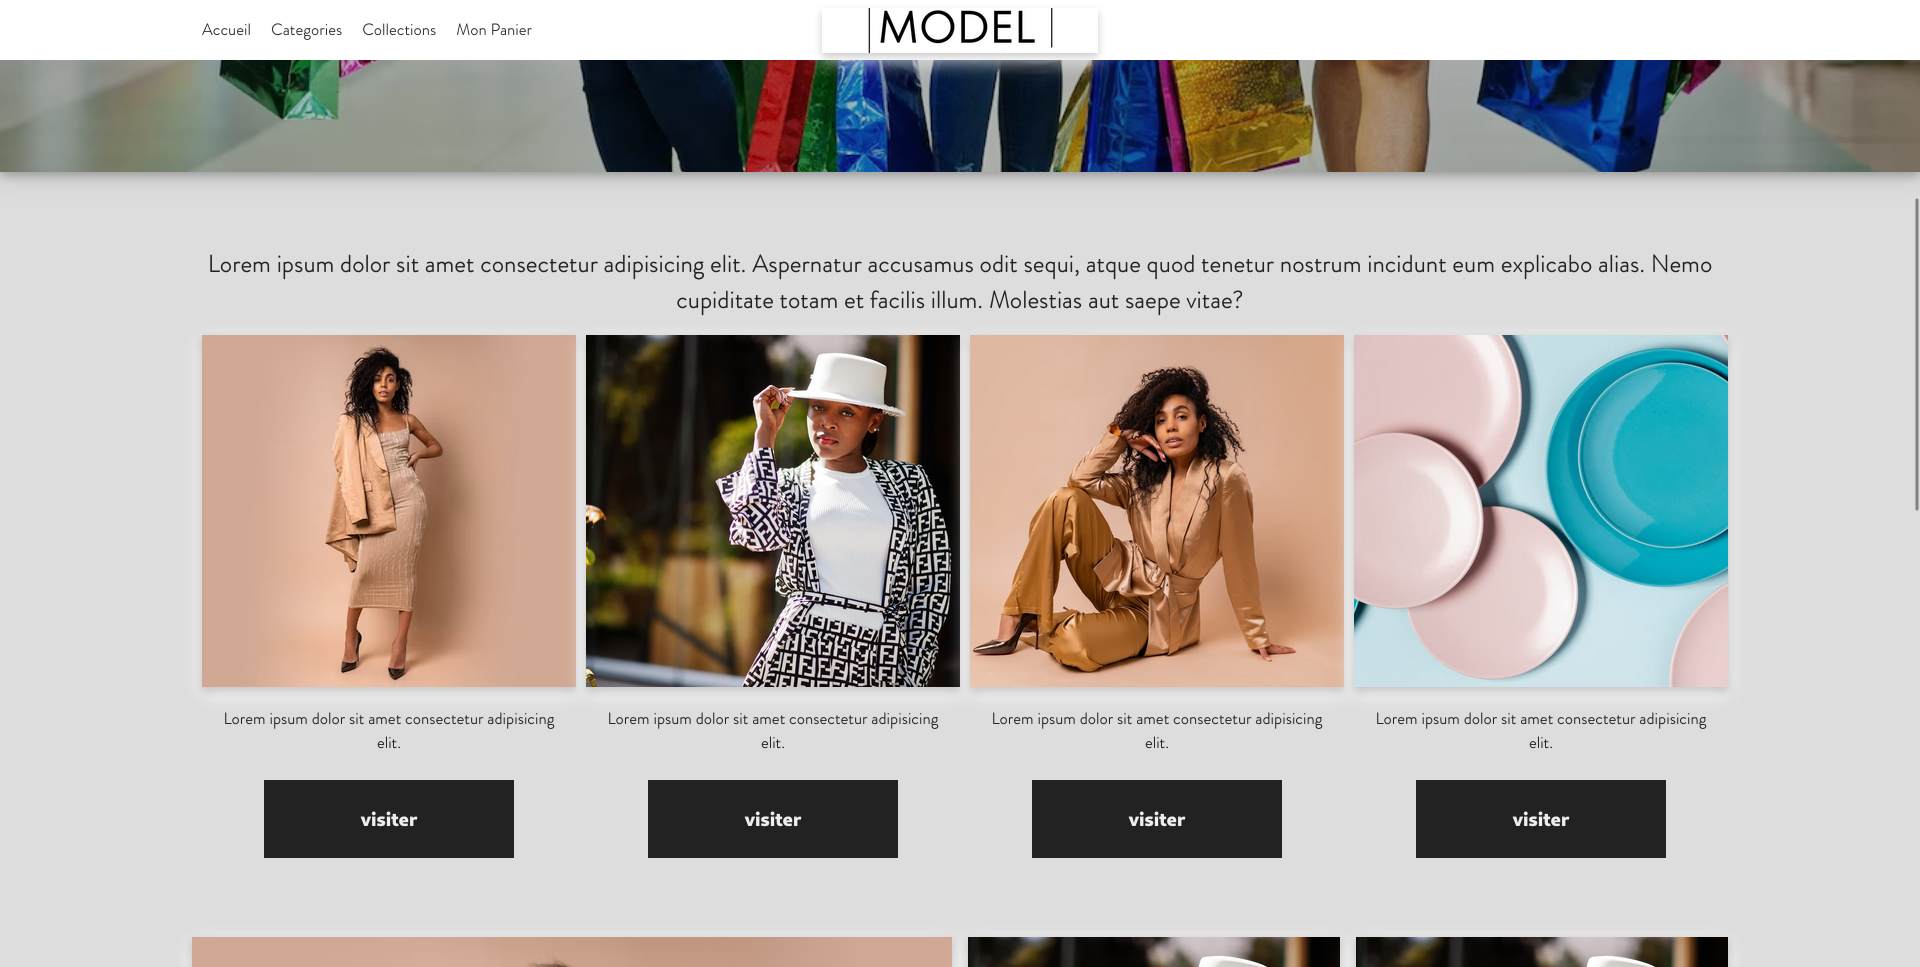 Accueil Categories Collections Mon Panier
MODEL
Lorem ipsum dolor sit amet consectetur adipisicing elit. Aspernatur accusamus odit sequi, atque quod tenetur nostrum incidunt eum explicabo alias. Nemo
cupiditate totam et facilis illum. Molestias aut saepe vitae?
Lorem ipsum dolor sit amet consectetur adipisicing
elit.
visiter
Lorem ipsum dolor sit amet consectetur adipisicing
elit.
visiter
Lorem ipsum dolor sit amet consectetur adipisicing
elit.
visiter
Lorem ipsum dolor sit amet consectetur adipisicing
elit.
visiter